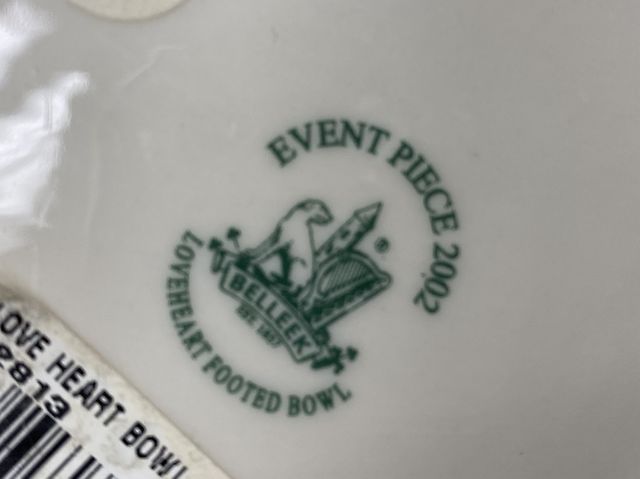 EVENT PIECE 2002
®
BELLEEK
EST. 1857
LOVEHEART FOOTED BOWL
LOVE HEART BOWL
2813